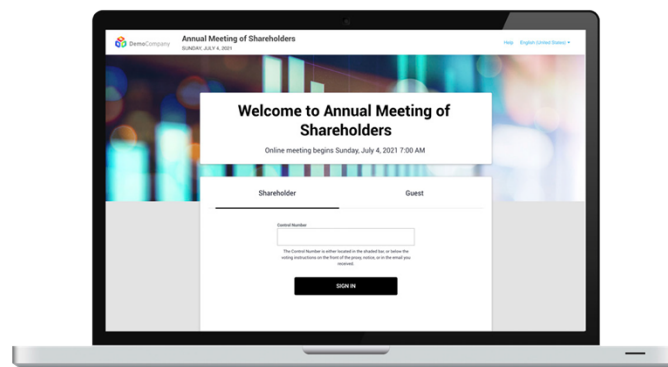 DemoCompany
Annual Meeting of Shareholders
SUNDAY, JULY 4, 2021
Help English (United States)
Welcome to Annual Meeting of
Shareholders
Online meeting begins Sunday, July 4, 2021 7:00 AM
Shareholder Guest
Control Number
The Control Number is either located in the shaded bar, or below the
voting instructions on the front of the proxy, notice, or in the email you
received.
SIGN IN